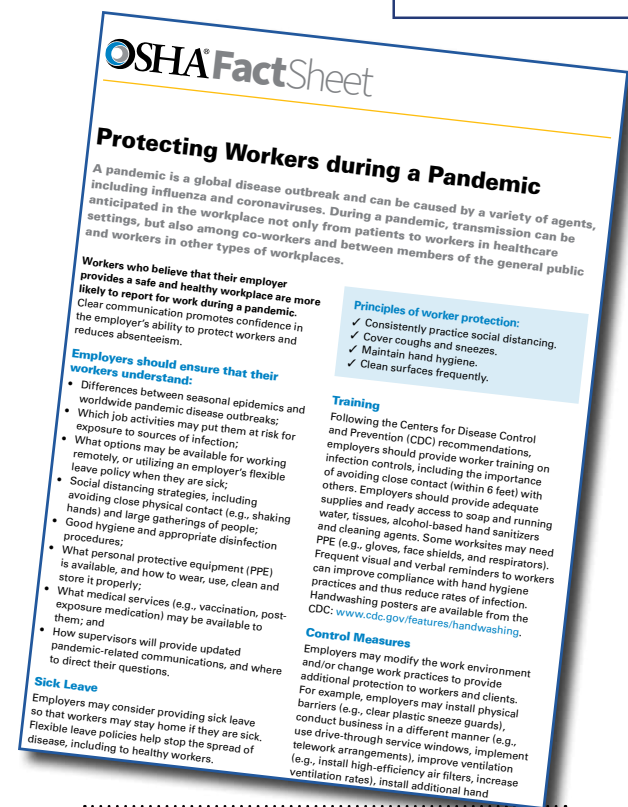 OSHA® FactSheet
Protecting Workers during a Pandemic
A pandemic is a global disease outbreak and can be caused by a variety of agents,
including influenza and coronaviruses. During a pandemic, transmission can be
anticipated in the workplace not only from patients to workers in healthcare
settings, but also among co-workers and between members of the general public
and workers in other types of workplaces.
Workers who believe that their employer
provides a safe and healthy workplace are more
likely to report for work during a pandemic.
Clear communication promotes confidence in
the employer's ability to protect workers and
reduces absenteeism.
Employers should ensure that their
workers understand:
• Differences between seasonal epidemics and
worldwide pandemic disease outbreaks;
• Which job activities may put them at risk for
exposure to sources of infection;
• What options may be available for working
remotely, or utilizing an employer's flexible
leave policy when they are sick;
• Social distancing strategies, including
avoiding close physical contact (e.g., shaking
hands) and large gatherings of people;
• Good hygiene and appropriate disinfection
procedures;
• What personal protective equipment (PPE)
is available, and how to wear, use, clean and
store it properly;
• What medical services (e.g., vaccination, post-
exposure medication) may be available to
them; and
• How supervisors will provide updated
pandemic-related communications, and where
to direct their questions.
Sick Leave
Employers may consider providing sick leave
so that workers may stay home if they are sick.
Flexible leave policies help stop the spread of
disease, including to healthy workers.
Principles of worker protection:
✓ Consistently practice social distancing.
✓ Cover coughs and sneezes.
✓ Maintain hand hygiene.
✓ Clean surfaces frequently.
Training
Following the Centers for Disease Control
and Prevention (CDC) recommendations,
employers should provide worker training on
infection controls, including the importance
of avoiding close contact (within 6 feet) with
others. Employers should provide adequate
supplies and ready access to soap and running
water, tissues, alcohol-based hand sanitizers
and cleaning agents. Some worksites may need
PPE (e.g., gloves, face shields, and respirators).
Frequent visual and verbal reminders to workers
can improve compliance with hand hygiene
practices and thus reduce rates of infection.
Handwashing posters are available from the
CDC: www.cdc.gov/features/handwashing.
Control Measures
Employers may modify the work environment
and/or change work practices to provide
additional protection to workers and clients.
For example, employers may install physical
barriers (e.g., clear plastic sneeze guards),
conduct business in a different manner (e.g.,
use drive-through service windows, implement
telework arrangements), improve ventilation
(e.g., install high-efficiency air filters, increase
ventilation rates), install additional hand